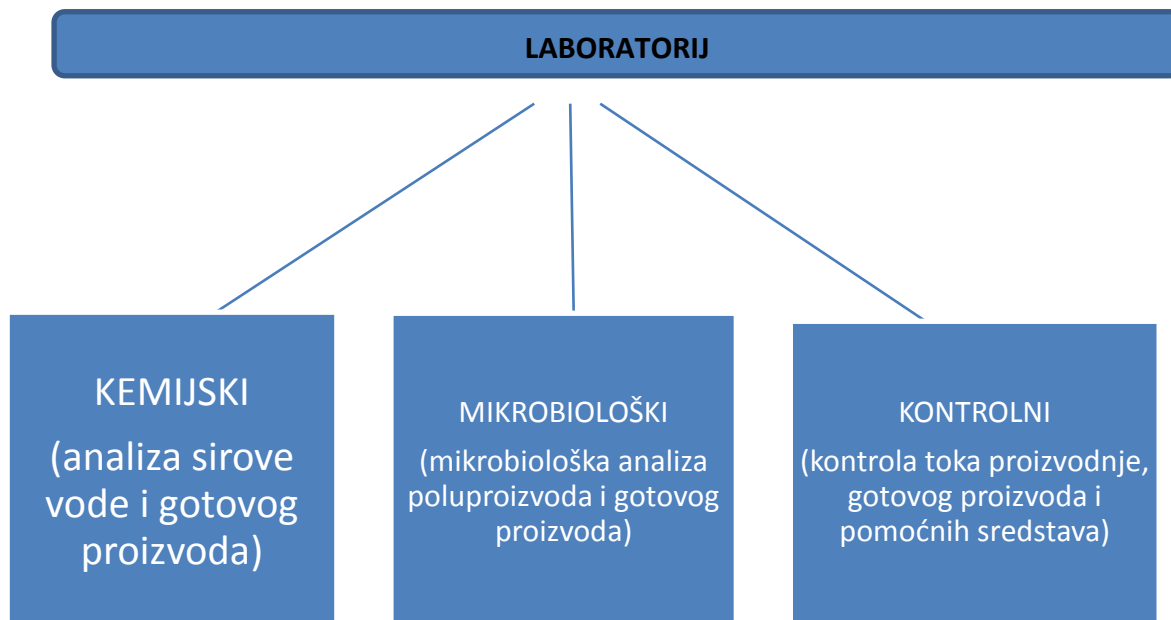 LABORATORIJ
KEMIJSKI
(analiza sirove
vode i gotovog
proizvoda)
MIKROBIOLOŠKI
(mikrobiološka analiza
poluproizvoda i gotovog
proizvoda)
KONTROLNI
(kontrola toka proizvodnje,
gotovog proizvoda i
pomoćnih sredstava)